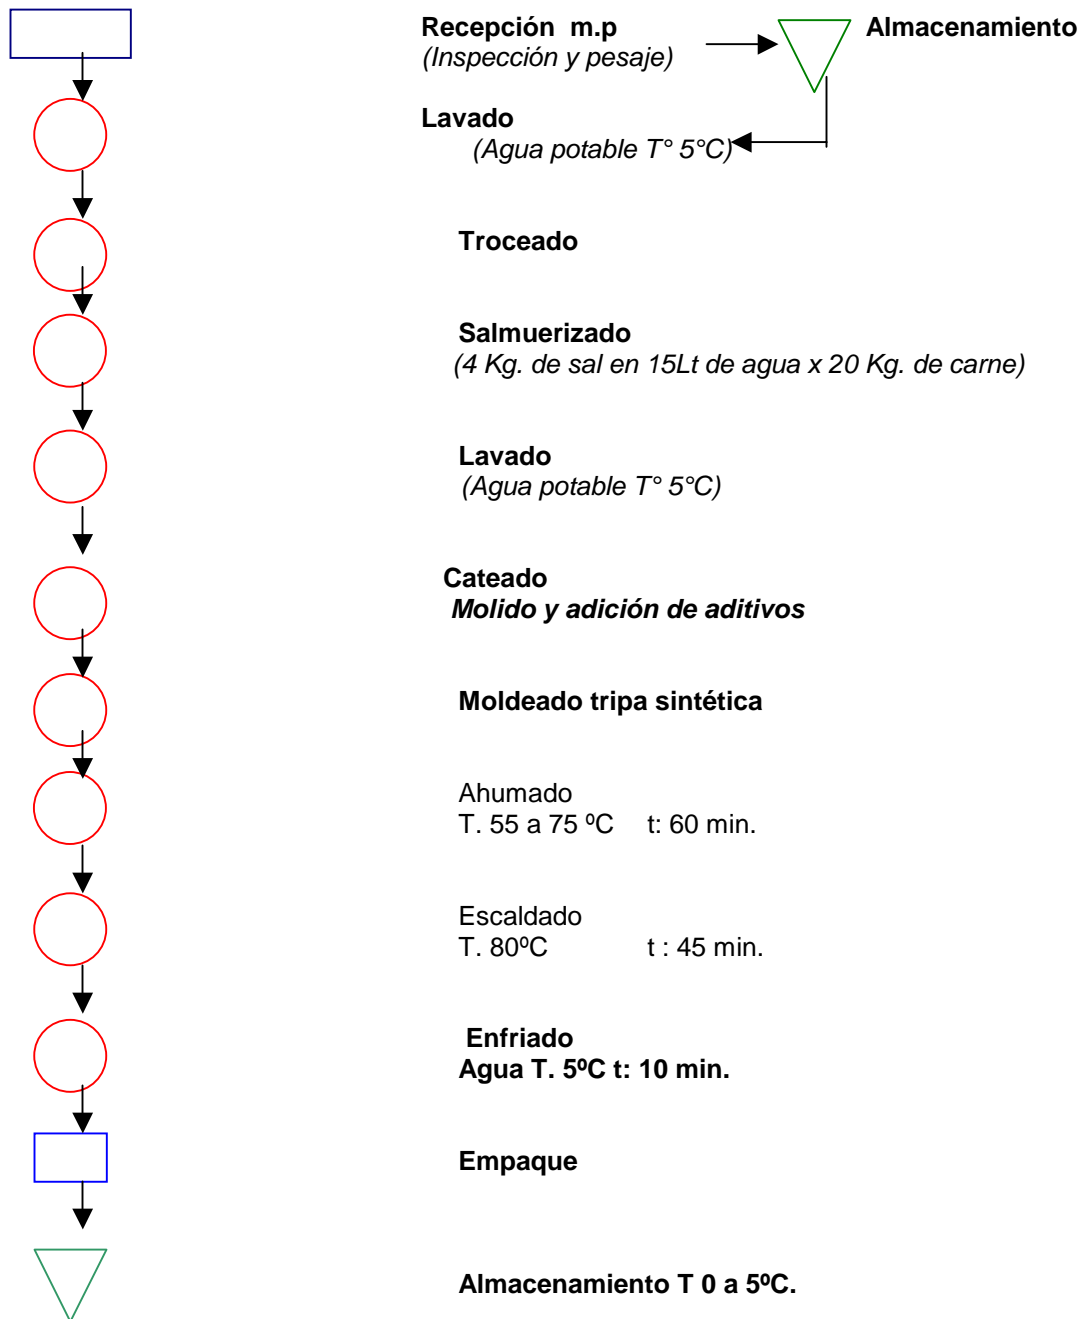 Recepción m.p
(Inspección y pesaje)
Almacenamiento
Lavado
(Agua potable T° 5°C)
Troceado
Salmuerizado
(4 Kg. de sal en 15Lt de agua x 20 Kg. de carne)
Lavado
(Agua potable T° 5°C)
Cateado
Molido y adición de aditivos
Moldeado tripa sintética
Ahumado
T. 55 a 75 ºC t: 60 min.
Escaldado
T. 80ºC t : 45 min.
Enfriado
Agua T. 5ºC t: 10 min.
Empaque
Almacenamiento T 0 a 5ºC.